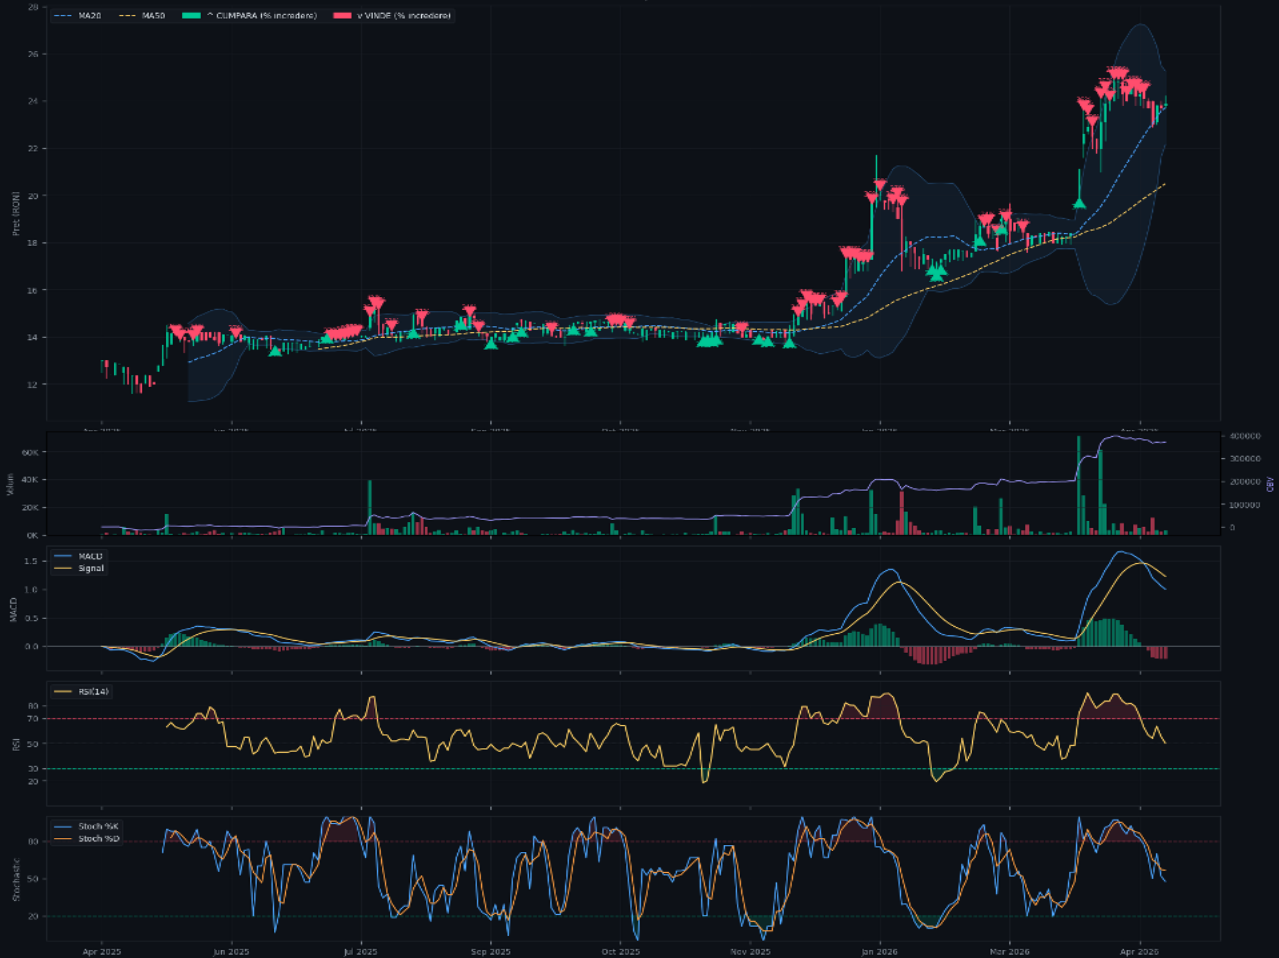 MA20 MA50 ^ CUMPARA (% incredere) v VINDE (% incredere)
28
26
24
22
20
18
16
14
12
Pret (RON)
60K
40K
20K
0K
Volum
400000
300000
200000
100000
0
OBV
MACD
Signal
1.5
1.0
0.5
0.0
MACD
RSI(14)
80
70
50
30
20
RSI
Stoch %K
Stoch %D
80
50
20
Stochastic
Apr 2025 Jun 2025 Jul 2025 Sep 2025 Oct 2025 Nov 2025 Jan 2026 Mar 2026 Apr 2026